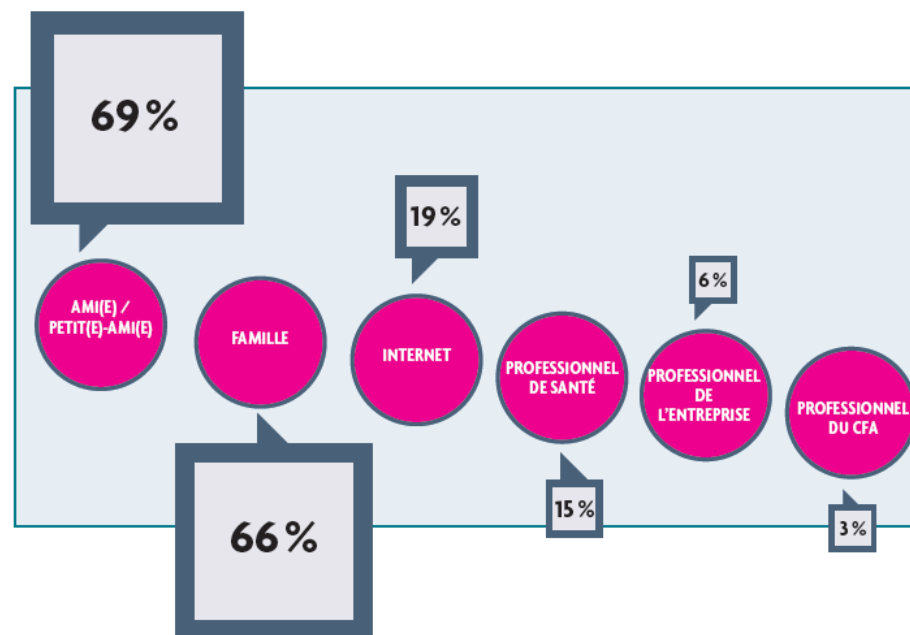 69 %
AMI(E) /
PETIT(E)-AMI(E)
FAMILLE
66 %
19 %
INTERNET
PROFESSIONNEL
DE SANTÉ
15 %
6 %
PROFESSIONNEL
DE
L'ENTREPRISE
PROFESSIONNEL
DU CFA
3 %